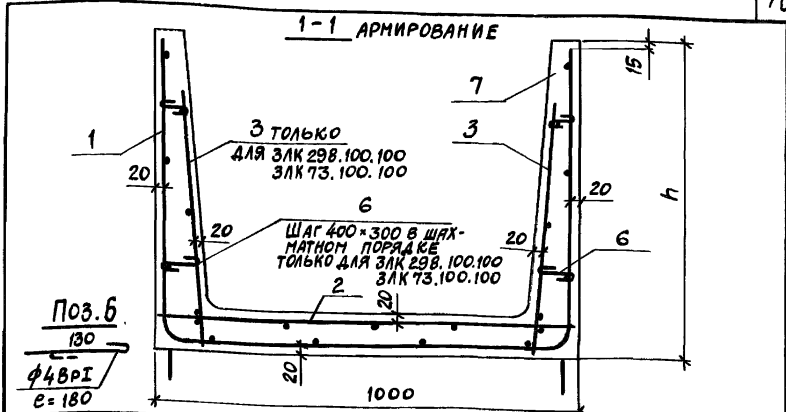 1-1 АРМИРОВАНИЕ
15
7
1
3 ТОЛЬКО
ДЛЯ ЗЛК 298.100.100
ЗЛК 73.100.100
3
20
20
h
6
ШАГ 400×300 В ШАХ-
МАТНОМ ПОРЯДКЕ
ТОЛЬКО ДЛЯ ЗЛК 298.100.100
ЗЛК 73.100.100
20
20
6
2
20
ПОЗ.6
130
ф4ВрI
ℓ=180
20
1000